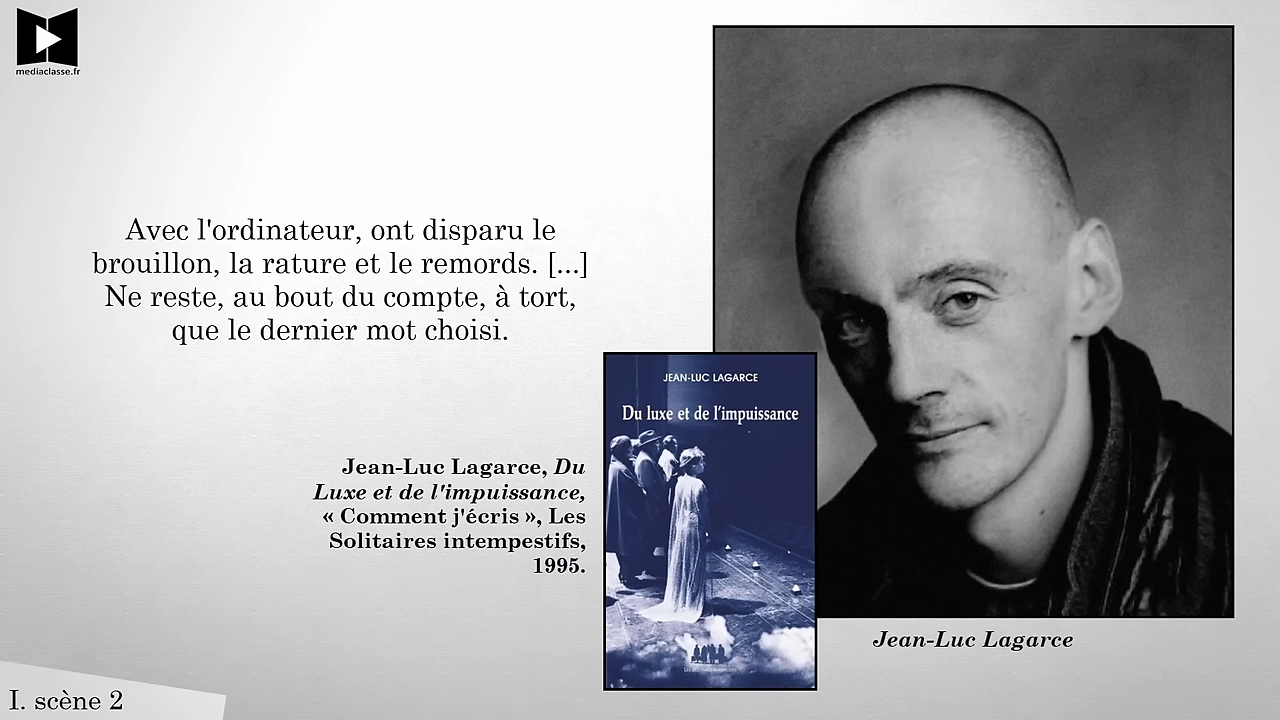 mediaclasse.fr
Avec l'ordinateur, ont disparu le
brouillon, la rature et le remords. [...]
Ne reste, au bout du compte, à tort,
que le dernier mot choisi.
Jean-Luc Lagarce, Du
Luxe et de l'impuissance,
« Comment j'écris », Les
Solitaires intempestifs,
1995.
JEAN-LUC LAGARCE
Du luxe et de l'impuissance
Jean-Luc Lagarce
I. scène 2